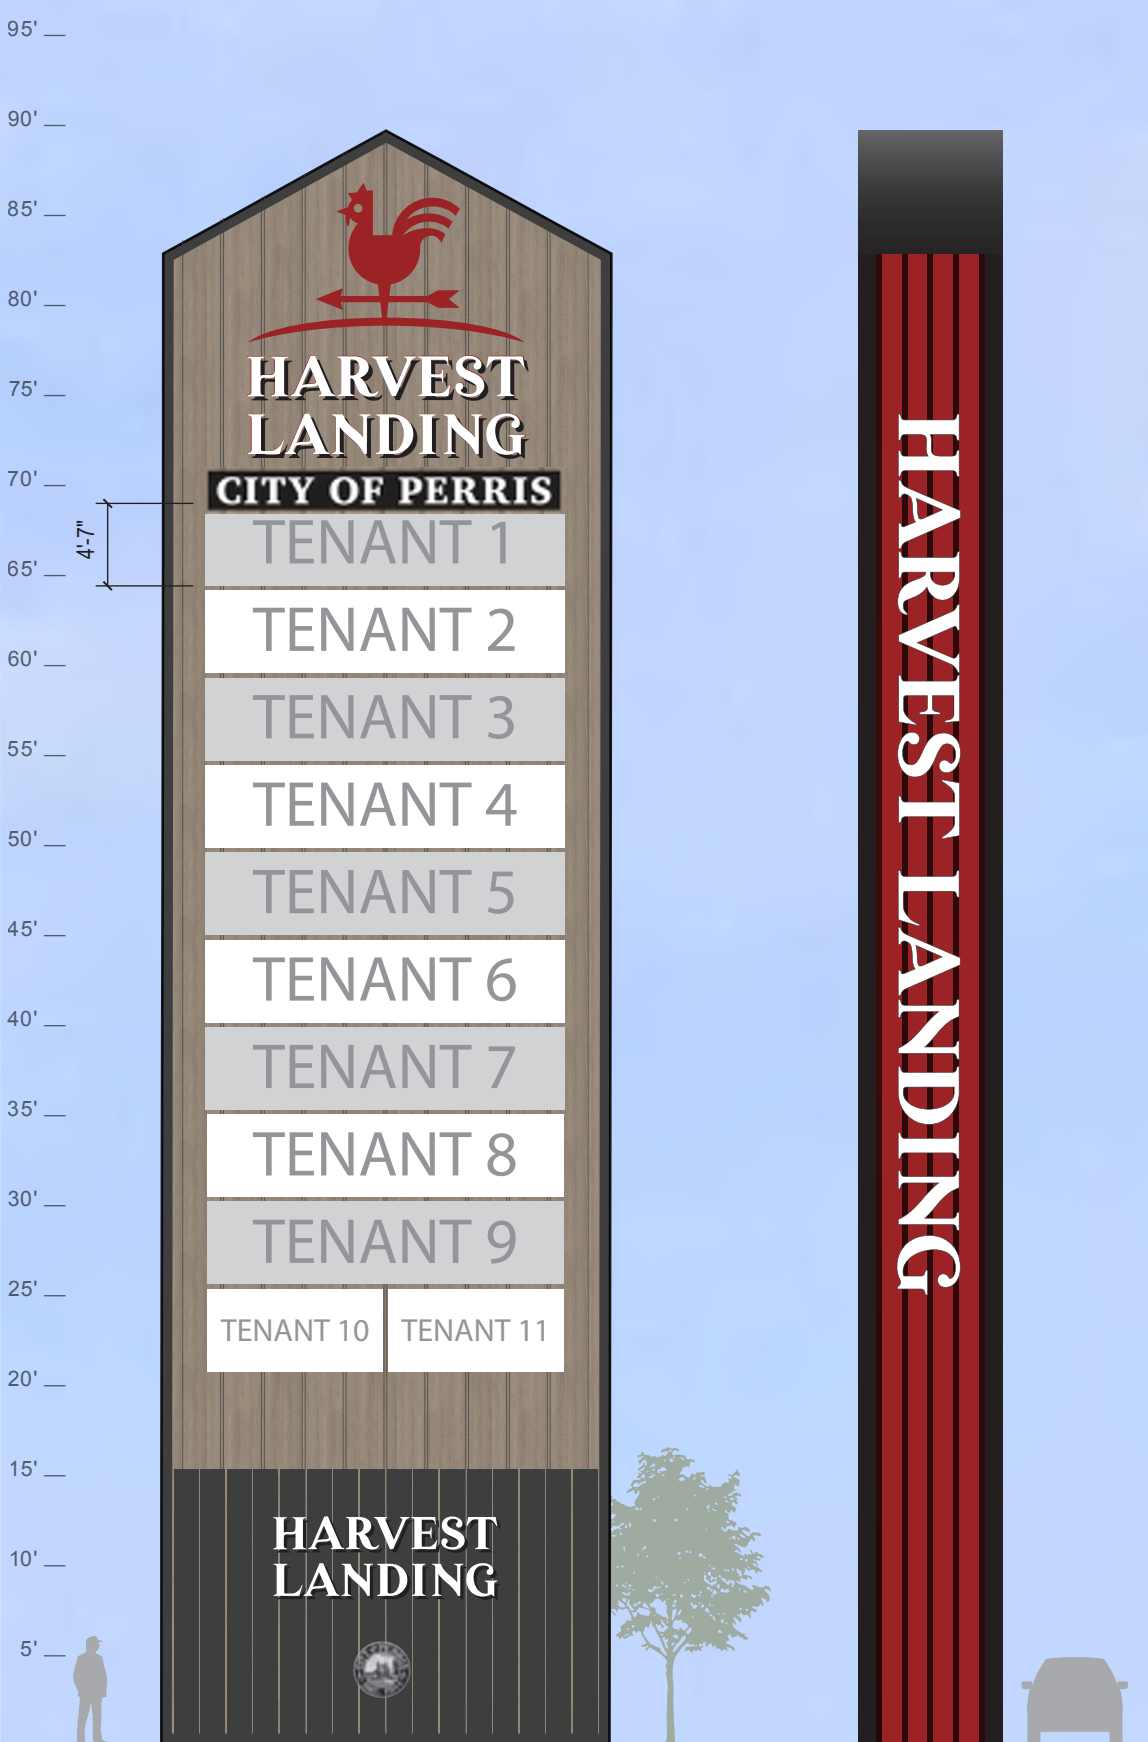 95'
90'
85'
80'
75'
70'
65'
60'
55'
50'
45'
40'
35'
30'
25'
20'
15'
10'
5'
4'-7"
HARVEST
LANDING
CITY OF PERRIS
TENANT 1
TENANT 2
TENANT 3
TENANT 4
TENANT 5
TENANT 6
TENANT 7
TENANT 8
TENANT 9
TENANT 10
TENANT 11
HARVEST
LANDING
HARVEST LANDING